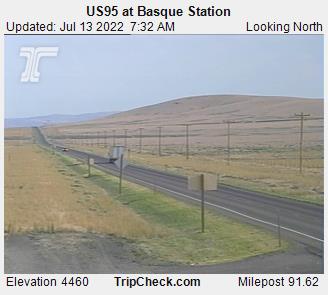 US95 at Basque Station
Updated: Jul 13 2022  7:32 AM Looking North
Elevation 4460 TripCheck.com Milepost 91.62